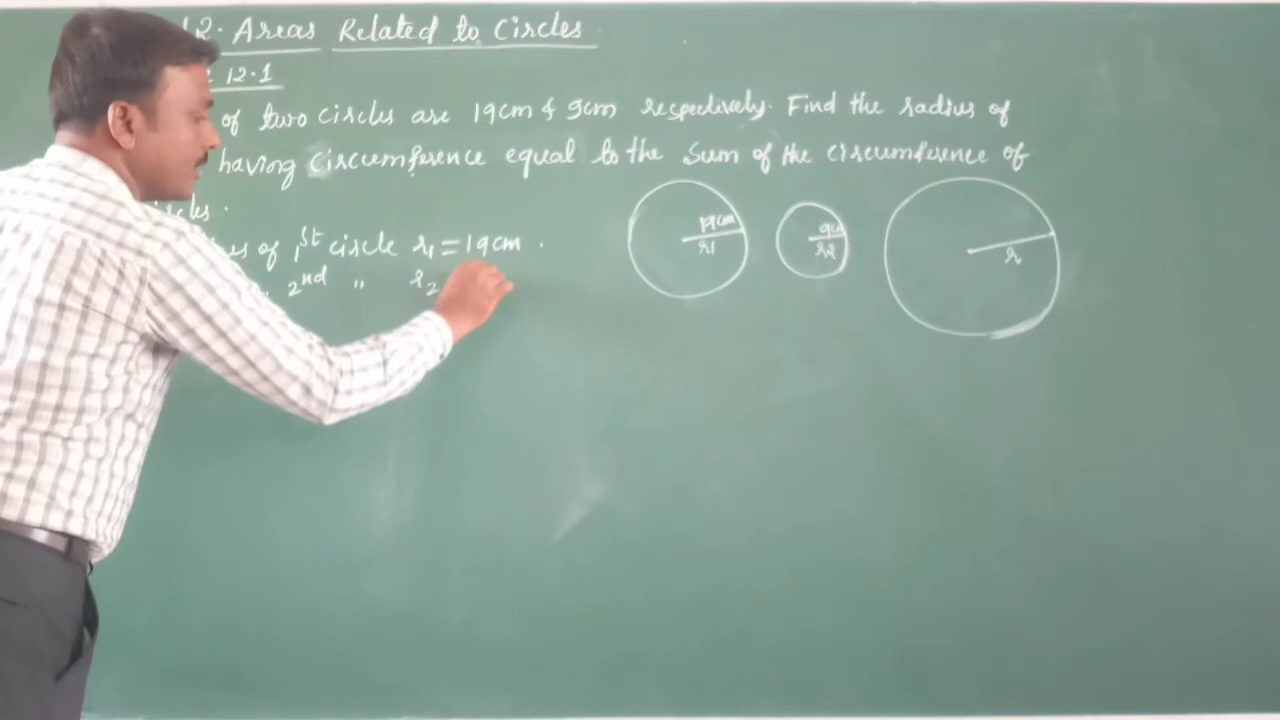 12. Areas Related to Circles
12.1
of two circles are 19cm & 9cm respectively. Find the radius of
having circumference equal to the sum of the circumference of
circles.
of 1st circle r1 = 19cm.
2nd " r2
19cm
r1
r2
r